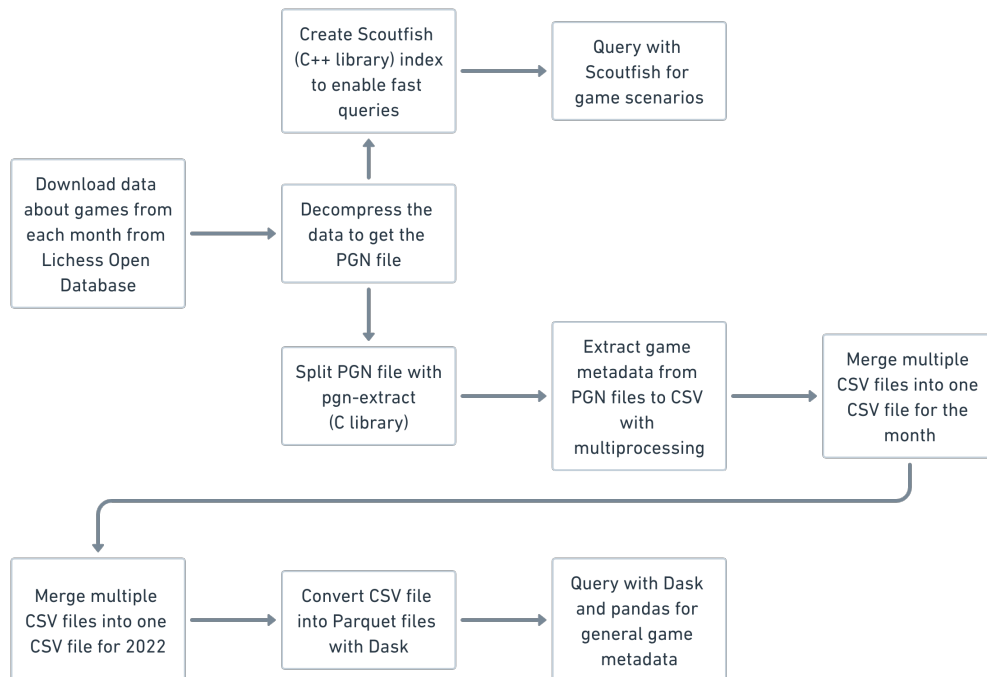 Create Scoutfish
(C++ library) index
to enable fast
queries
Query with
Scoutfish for
game scenarios
Download data
about games from
each month from
Lichess Open
Database
Decompress the
data to get the
PGN file
Split PGN file with
pgn-extract
(C library)
Extract game
metadata from
PGN files to CSV
with
multiprocessing
Merge multiple
CSV files into one
CSV file for the
month
Merge multiple
CSV files into one
CSV file for 2022
Convert CSV file
into Parquet files
with Dask
Query with Dask
and pandas for
general game
metadata